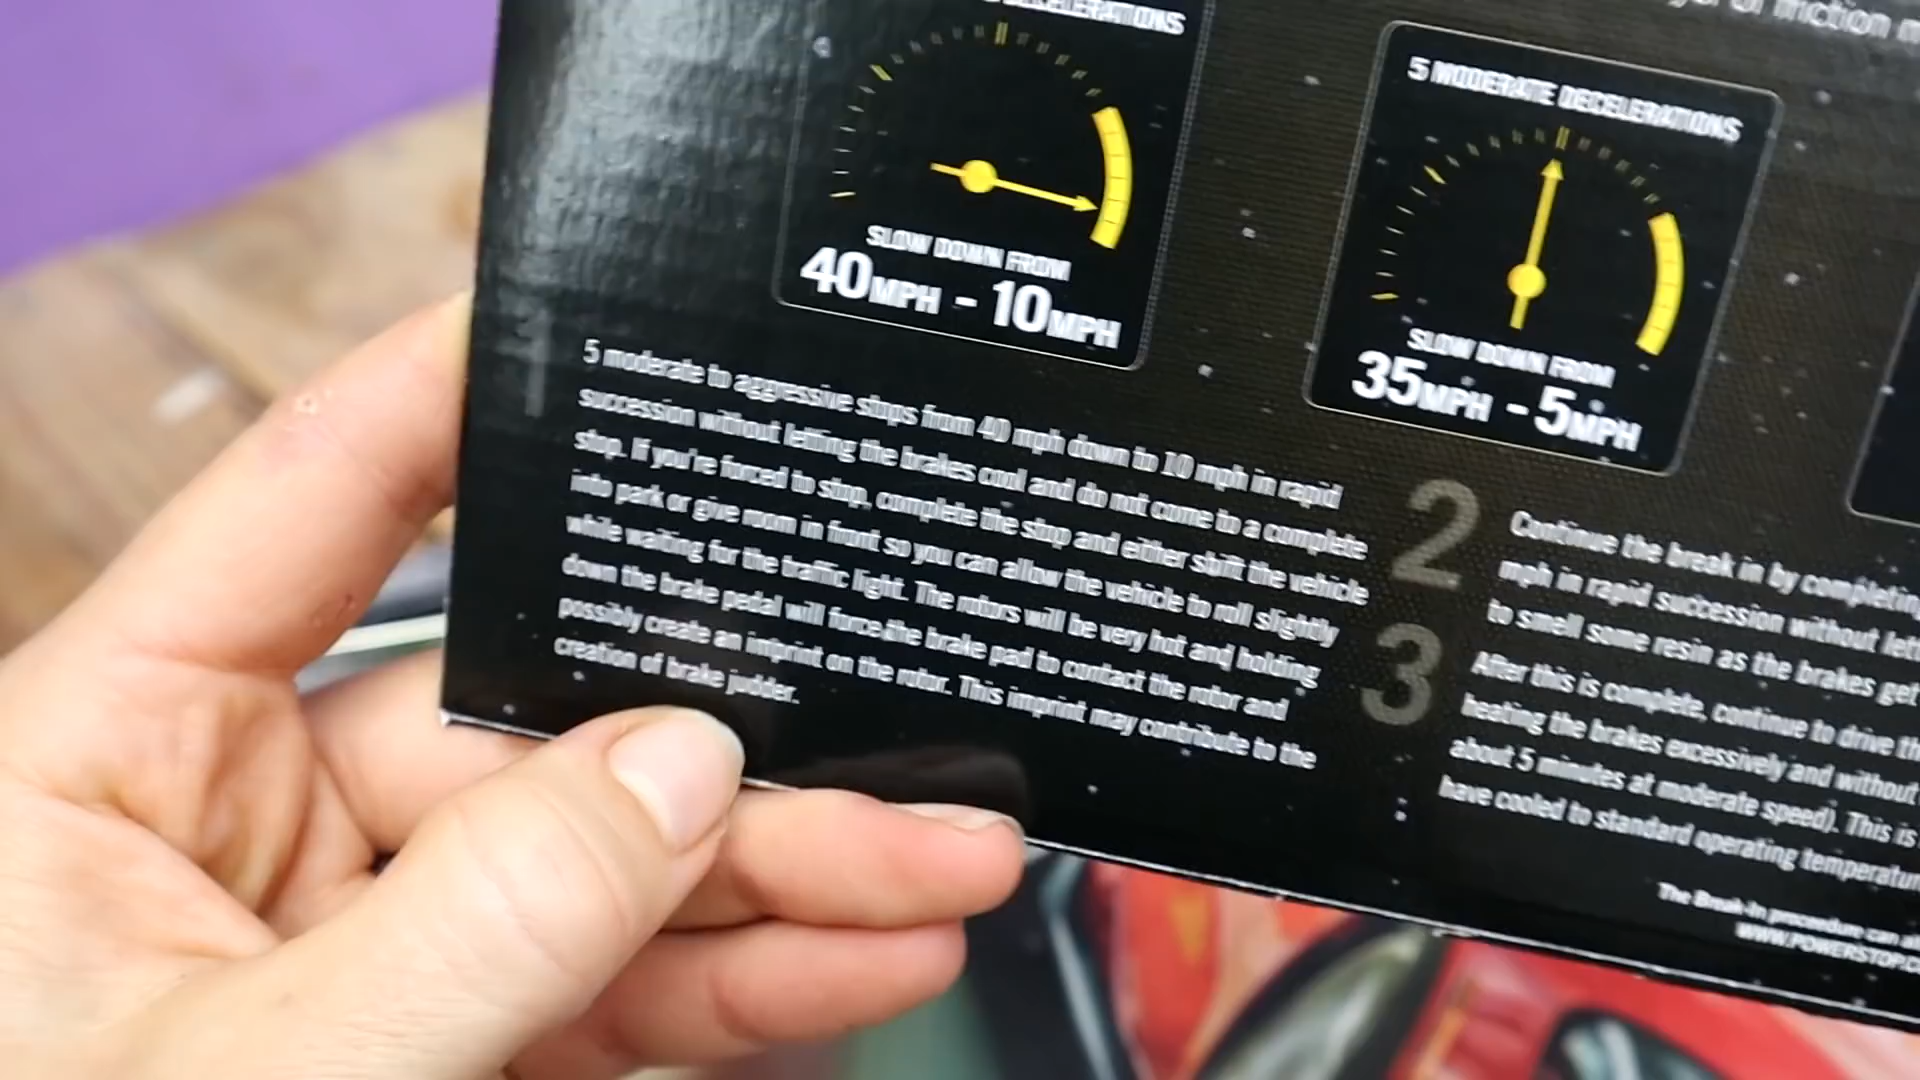 DECELERATIONS
SLOW DOWN FROM
40MPH - 10MPH
1
5 moderate to aggressive stops from 40 mph down to 10 mph in rapid
succession without letting the brakes cool and do not come to a complete
stop. If you're forced to stop, complete the stop and either shift the vehicle
into park or give room in front so you can allow the vehicle to roll slightly
while waiting for the traffic light. The rotors will be very hot and holding
down the brake pedal will force the brake pad to contact the rotor and
possibly create an imprint on the rotor. This imprint may contribute to the
creation of brake judder.
of friction
5 MODERATE DECELERATIONS
SLOW DOWN FROM
35MPH - 5MPH
2
Continue the break in by completing
mph in rapid succession without
to smell some resin as the brakes get
3
After this is complete, continue to drive
heating the brakes excessively and without
about 5 minutes at moderate speed). This is
have cooled to standard operating
The Break-In procedure can
WWW.POWERSTOP.C